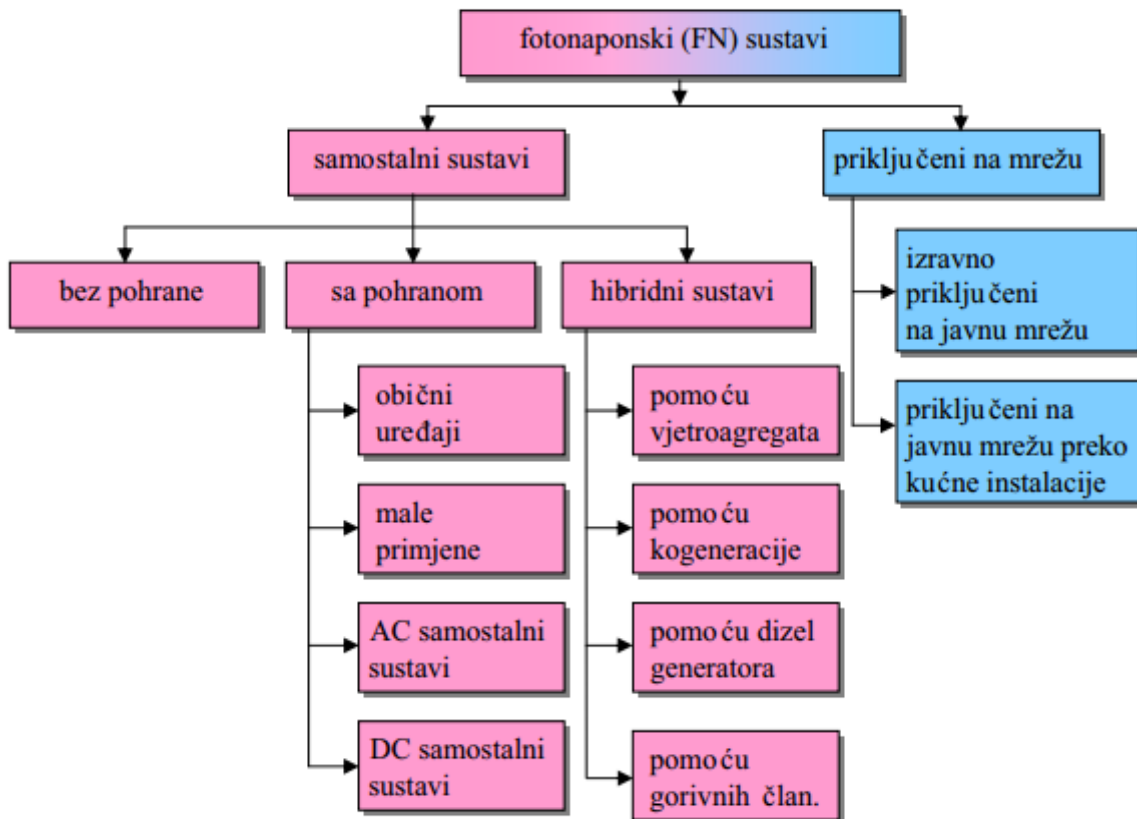 fotonaponski (FN) sustavi
samostalni sustavi
priključeni na mrežu
bez pohrane
sa pohranom
hibridni sustavi
izravno
priključeni
na javnu mrežu
obični
uređaji
pomoću
vjetroagregata
priključeni na
javnu mrežu preko
kućne instalacije
male
primjene
pomoću
kogeneracije
AC samostalni
sustavi
pomoću dizel
generatora
DC samostalni
sustavi
pomoću
gorivnih član.